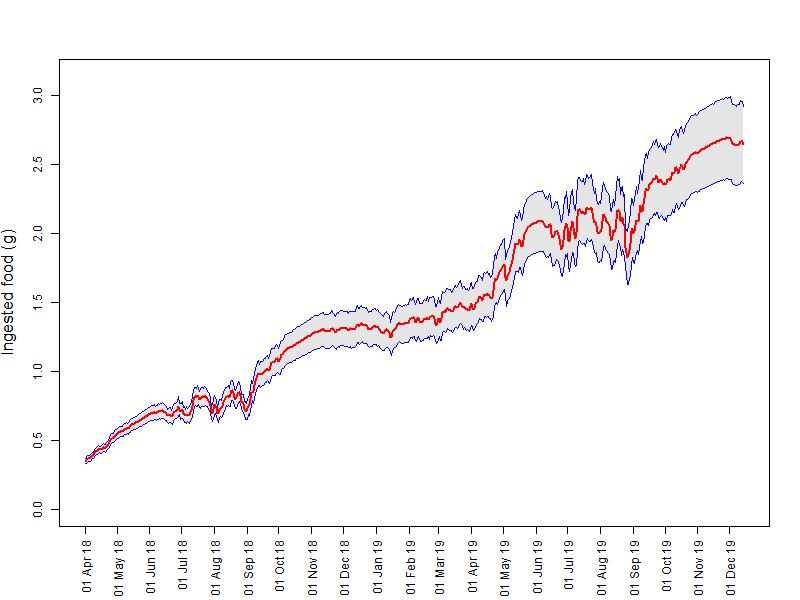 Ingested food (g)
3.0
2.5
2.0
1.5
1.0
0.5
0.0
01 Apr 18
01 May 18
01 Jun 18
01 Jul 18
01 Aug 18
01 Sep 18
01 Oct 18
01 Nov 18
01 Dec 18
01 Jan 19
01 Feb 19
01 Mar 19
01 Apr 19
01 May 19
01 Jun 19
01 Jul 19
01 Aug 19
01 Sep 19
01 Oct 19
01 Nov 19
01 Dec 19